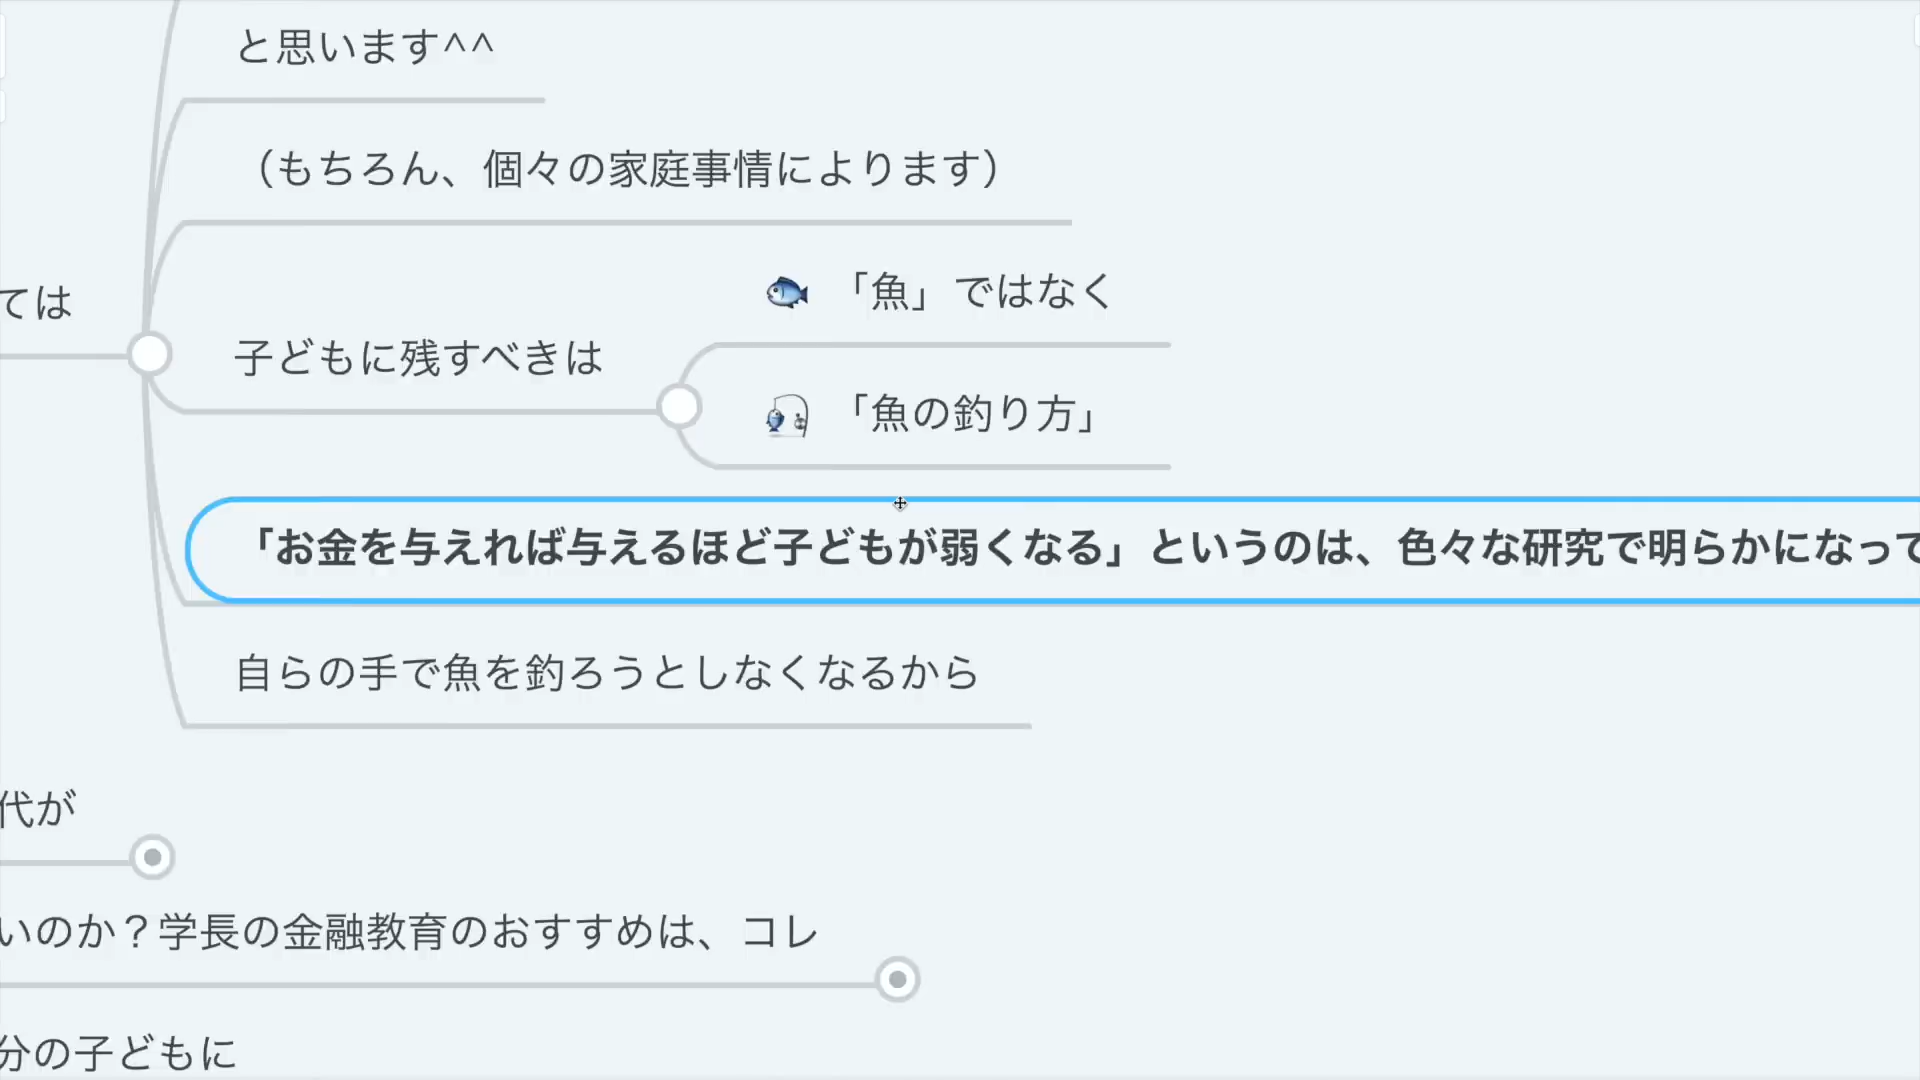 と思います^^
（もちろん、個々の家庭事情によります）
ては
子どもに残すべきは
「魚」ではなく
「魚の釣り方」
「お金を与えれば与えるほど子どもが弱くなる」というのは、色々な研究で明らかになって
自らの手で魚を釣ろうとしなくなるから
代が
いのか？学長の金融教育のおすすめは、コレ
分の子どもに